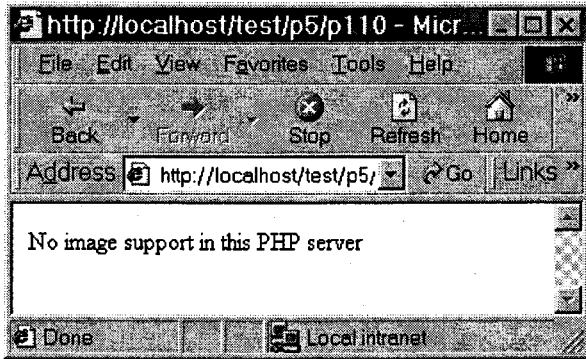 http://localhost/test/p5/p110 - Micr...
File Edit View Favorites Tools Help »
Back Forward Stop Refresh Home
Address http://localhost/test/p5/ Go Links »
No image support in this PHP server
Done Local intranet